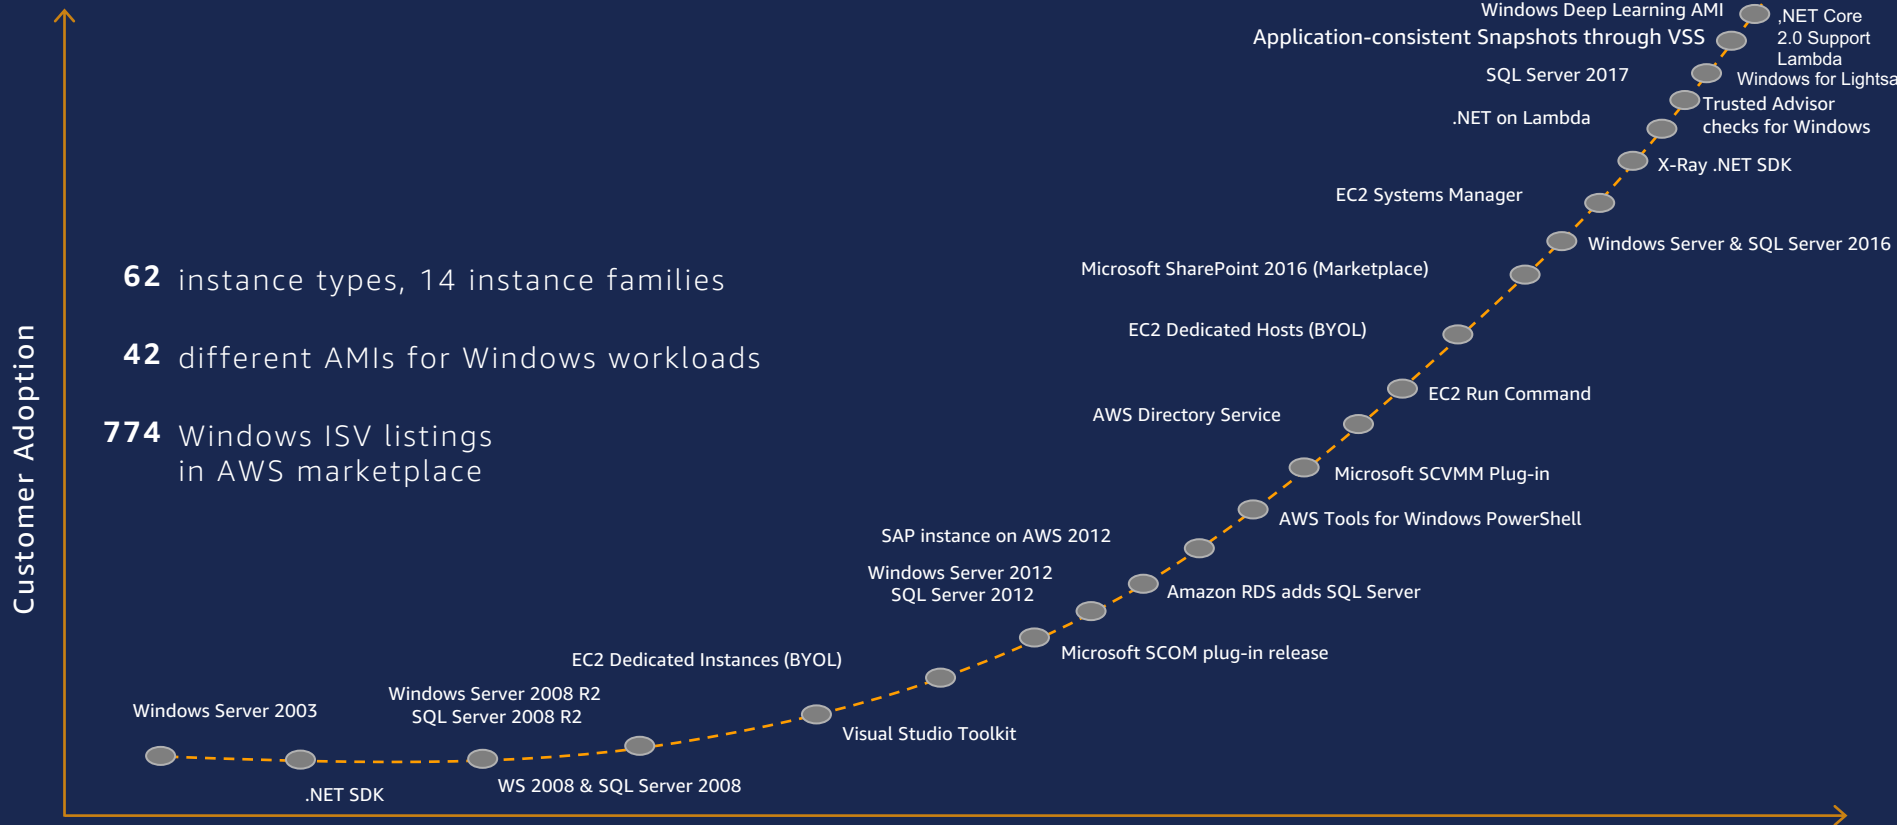 Windows Deep Learning AMI
,NET Core
2.0 Support
Lambda
Application-consistent Snapshots through VSS
SQL Server 2017
Windows for Lightsa
.NET on Lambda
Trusted Advisor
checks for Windows
X-Ray .NET SDK
EC2 Systems Manager
Windows Server & SQL Server 2016
Microsoft SharePoint 2016 (Marketplace)
EC2 Dedicated Hosts (BYOL)
EC2 Run Command
AWS Directory Service
Microsoft SCVMM Plug-in
AWS Tools for Windows PowerShell
SAP instance on AWS 2012
Windows Server 2012
SQL Server 2012
Amazon RDS adds SQL Server
Microsoft SCOM plug-in release
EC2 Dedicated Instances (BYOL)
Visual Studio Toolkit
Windows Server 2008 R2
SQL Server 2008 R2
WS 2008 & SQL Server 2008
Windows Server 2003
.NET SDK
62 instance types, 14 instance families
42 different AMIs for Windows workloads
774 Windows ISV listings
in AWS marketplace
Customer Adoption